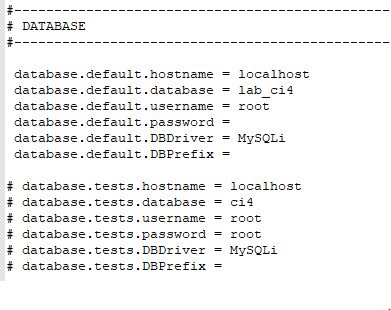 #-----------------------------------------------
# DATABASE
#-----------------------------------------------
database.default.hostname = localhost
database.default.database = lab_ci4
database.default.username = root
database.default.password =
database.default.DBDriver = MySQLi
database.default.DBPrefix =
# database.tests.hostname = localhost
# database.tests.database = ci4
# database.tests.username = root
# database.tests.password = root
# database.tests.DBDriver = MySQLi
# database.tests.DBPrefix =